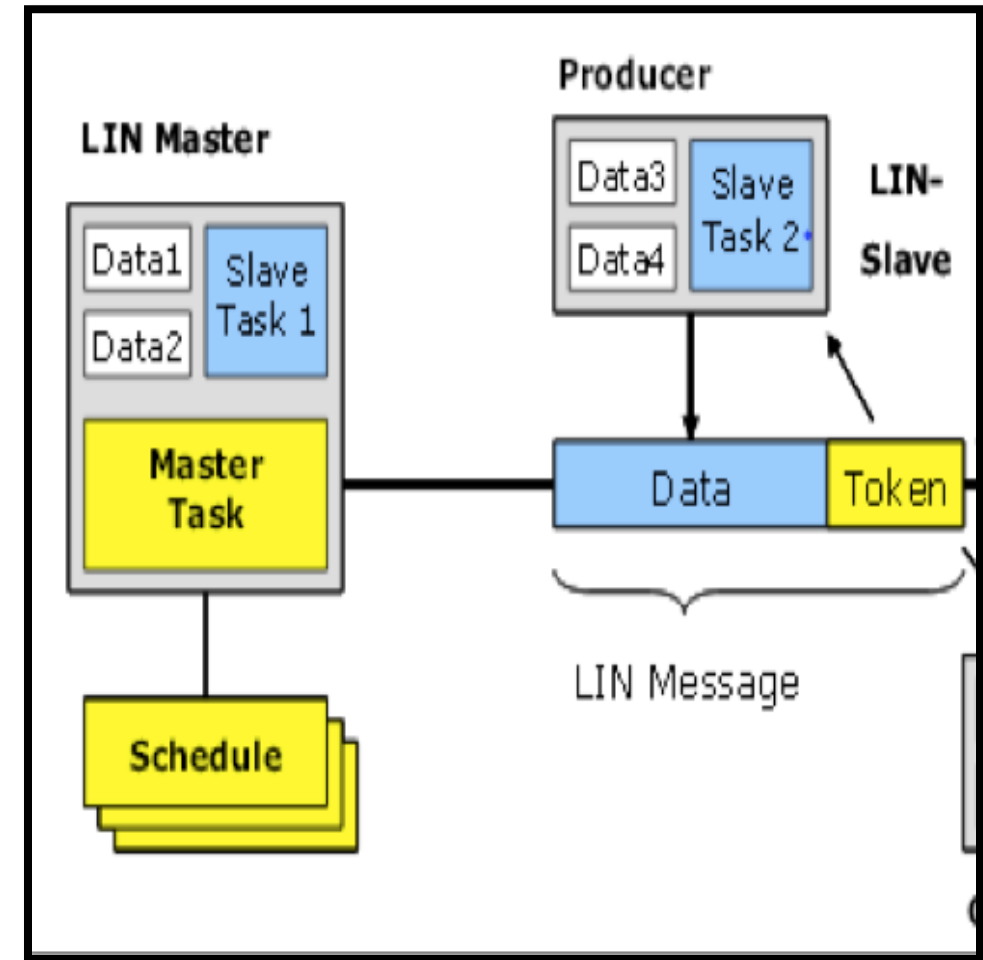 Producer
LIN Master
Data3
Data4
Slave
Task 2
LIN-
Slave
Data1
Data2
Slave
Task 1
Master
Task
Data
Token
LIN Message
Schedule